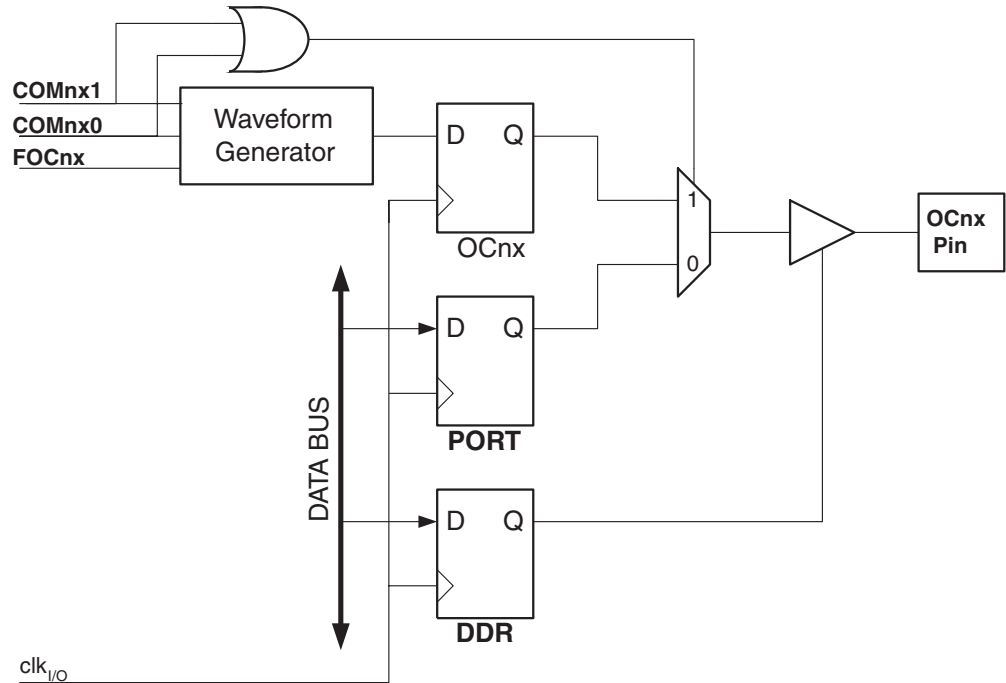 COMnx1
COMnx0
FOCnx
Waveform
Generator
D Q
OCnx
1
0
OCnx
Pin
D Q
PORT
DATA BUS
D Q
DDR
clkI/O